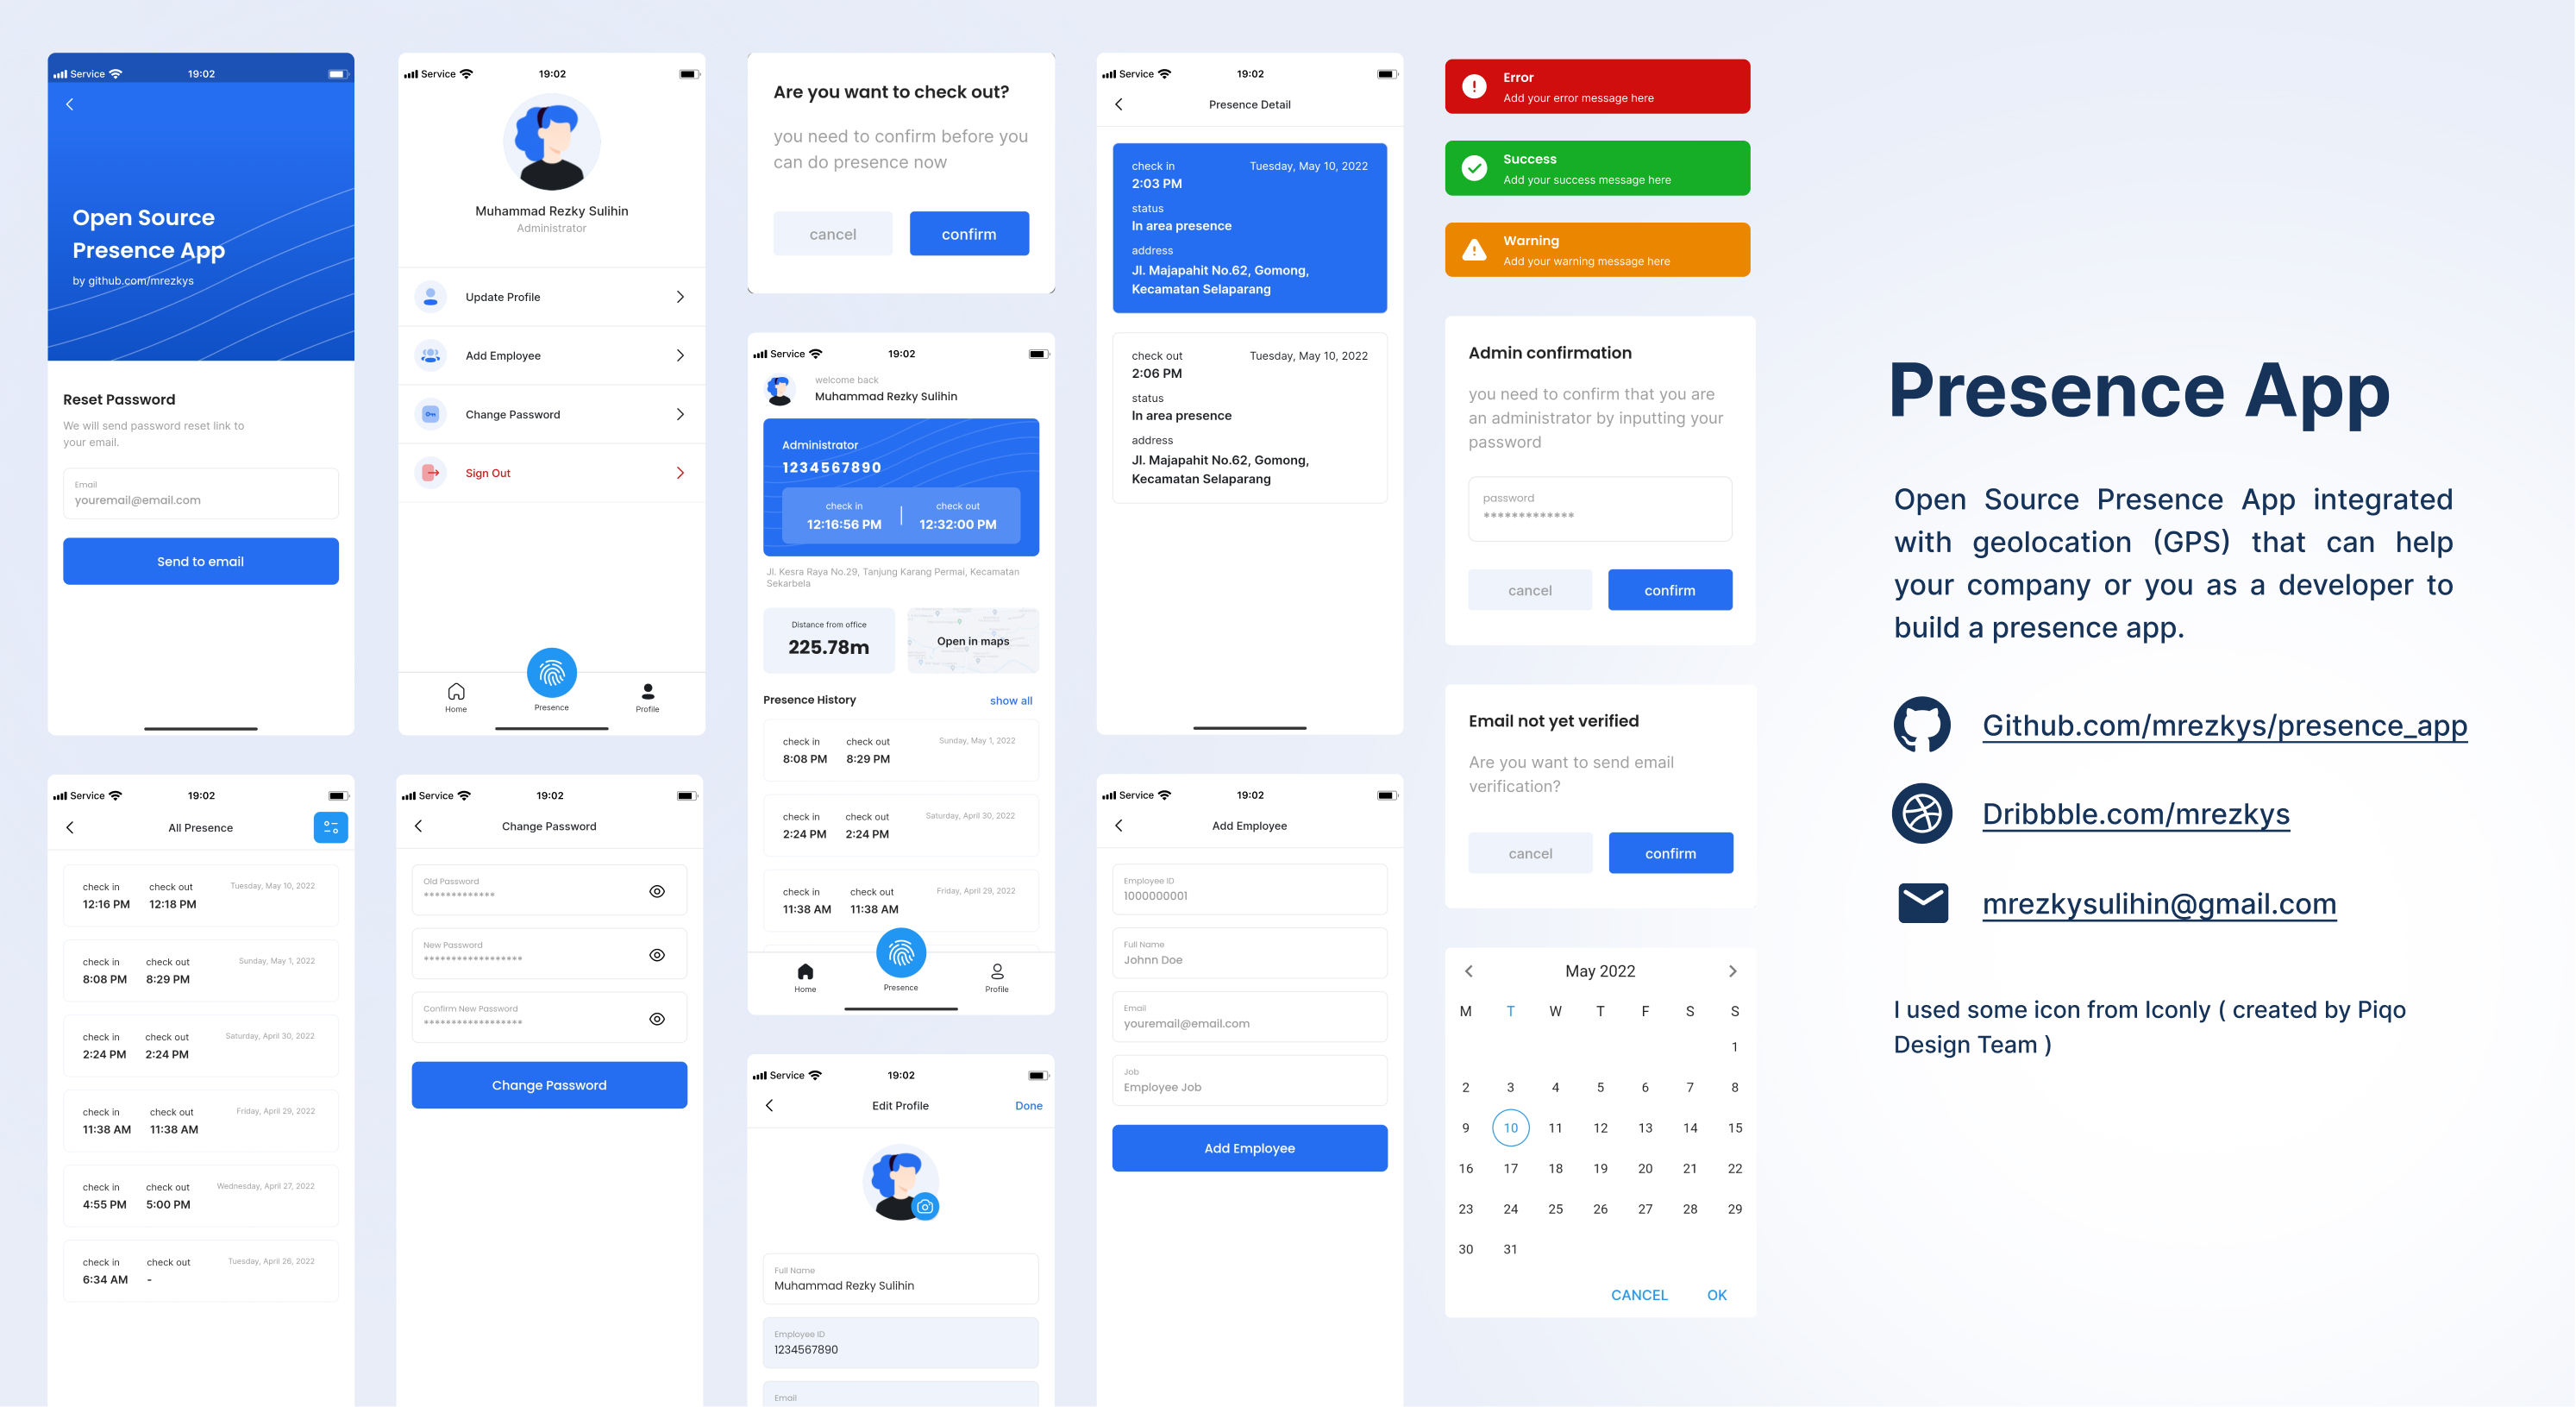 Service
19:02
Open Source
Presence App
by github.com/mrezkys
Reset Password
We will send password reset link to
your email.
Email
youremail@email.com
Send to email
Service
19:02
Muhammad Rezky Sulihin
Administrator
Update Profile
Add Employee
Change Password
Sign Out
Home
Presence
Profile
Are you want to check out?
you need to confirm before you
can do presence now
cancel
confirm
Service
19:02
welcome back
Muhammad Rezky Sulihin
Administrator
1234567890
check in
check out
12:16:56 PM
12:32:00 PM
Jl. Kesra Raya No.29, Tanjung Karang Permai, Kecamatan
Sekarbela
Distance from office
225.78m
Open in maps
Presence History
show all
check in
check out
Sunday, May 1, 2022
8:08 PM
8:29 PM
check in
check out
Saturday, April 30, 2022
2:24 PM
2:24 PM
check in
check out
Friday, April 29, 2022
11:38 AM
11:38 AM
Home
Presence
Profile
Service
19:02
Presence Detail
check in
Tuesday, May 10, 2022
2:03 PM
status
In area presence
address
Jl. Majapahit No.62, Gomong,
Kecamatan Selaparang
check out
Tuesday, May 10, 2022
2:06 PM
status
In area presence
address
Jl. Majapahit No.62, Gomong,
Kecamatan Selaparang
Error
Add your error message here
Success
Add your success message here
Warning
Add your warning message here
Admin confirmation
you need to confirm that you are
an administrator by inputting your
password
password
*************
cancel
confirm
Email not yet verified
Are you want to send email
verification?
cancel
confirm
May 2022
M T W T F S S
1
2 3 4 5 6 7 8
9 10 11 12 13 14 15
16 17 18 19 20 21 22
23 24 25 26 27 28 29
30 31
CANCEL
OK
Service
19:02
All Presence
check in
check out
Tuesday, May 10, 2022
12:16 PM
12:18 PM
check in
check out
Sunday, May 1, 2022
8:08 PM
8:29 PM
check in
check out
Saturday, April 30, 2022
2:24 PM
2:24 PM
check in
check out
Friday, April 29, 2022
11:38 AM
11:38 AM
check in
check out
Wednesday, April 27, 2022
4:55 PM
5:00 PM
check in
check out
Tuesday, April 26, 2022
6:34 AM
-
Service
19:02
Change Password
Old Password
*************
New Password
******************
Confirm New Password
******************
Change Password
Service
19:02
Edit Profile
Done
Full Name
Muhammad Rezky Sulihin
Employee ID
1234567890
Email
Service
19:02
Add Employee
Employee ID
1000000001
Full Name
Johnn Doe
Email
youremail@email.com
Job
Employee Job
Add Employee
Presence App
Open Source Presence App integrated
with geolocation (GPS) that can help
your company or you as a developer to
build a presence app.
Github.com/mrezkys/presence_app
Dribbble.com/mrezkys
mrezkysulihin@gmail.com
I used some icon from Iconly ( created by Piqo
Design Team )